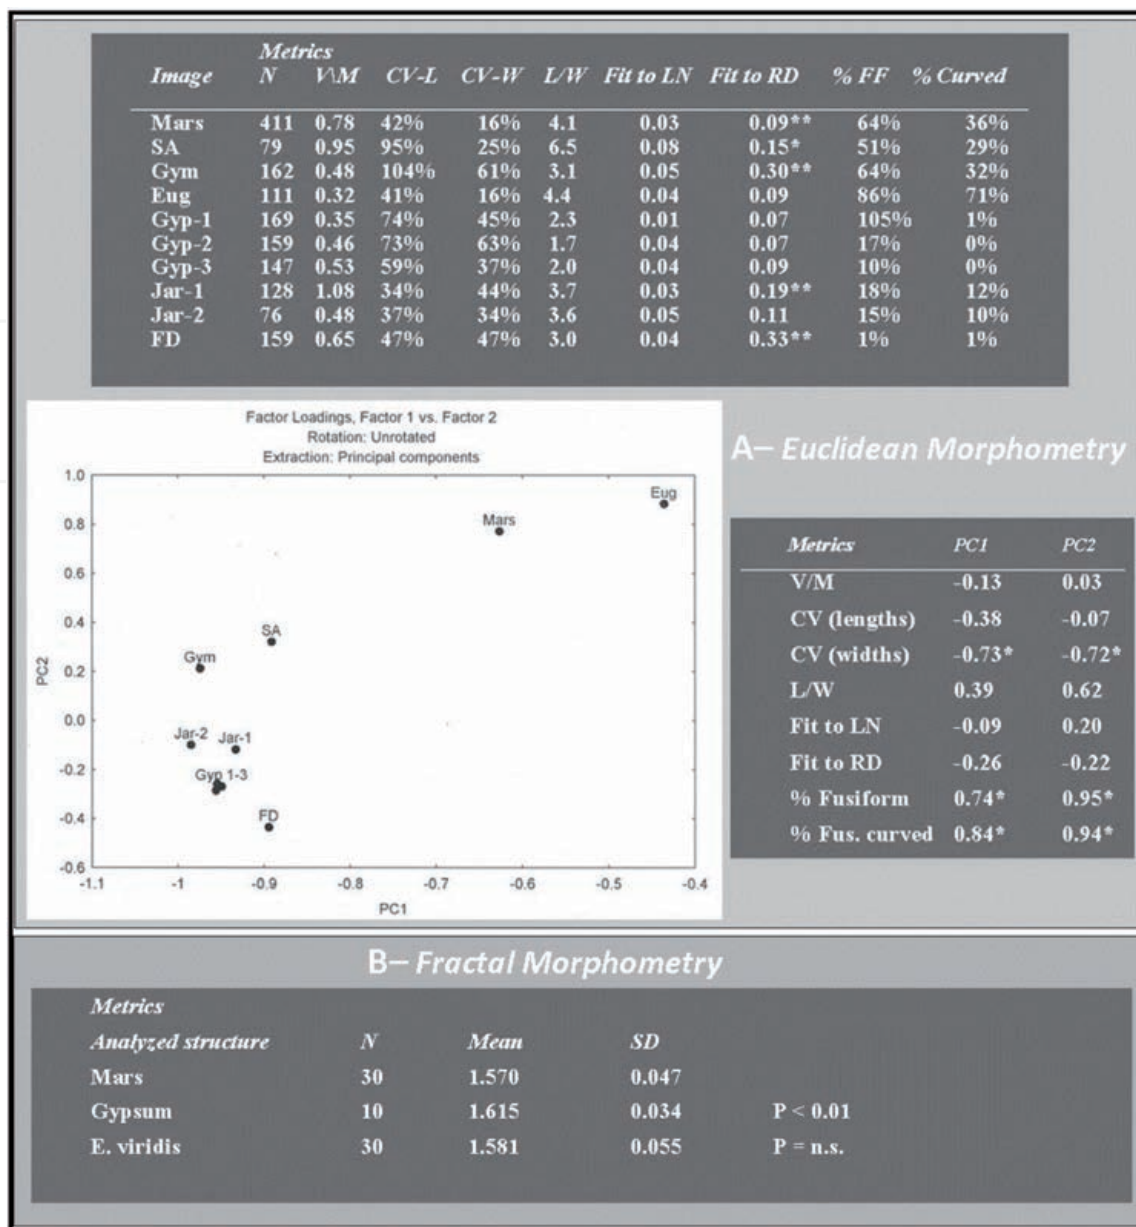 Metrics
Image N V\M CV-L CV-W L/W Fit to LN Fit to RD % FF % Curved
Mars 411 0.78 42% 16% 4.1 0.03 0.09** 64% 36%
SA 79 0.95 95% 25% 6.5 0.08 0.15* 51% 29%
Gym 162 0.48 104% 61% 3.1 0.05 0.30** 64% 32%
Eug 111 0.32 41% 16% 4.4 0.04 0.09 86% 71%
Gyp-1 169 0.35 74% 45% 2.3 0.01 0.07 105% 1%
Gyp-2 159 0.46 73% 63% 1.7 0.04 0.07 17% 0%
Gyp-3 147 0.53 59% 37% 2.0 0.04 0.09 10% 0%
Jar-1 128 1.08 34% 44% 3.7 0.03 0.19** 18% 12%
Jar-2 76 0.48 37% 34% 3.6 0.05 0.11 15% 10%
FD 159 0.65 47% 47% 3.0 0.04 0.33** 1% 1%
Factor Loadings, Factor 1 vs. Factor 2
Rotation: Unrotated
Extraction: Principal components
1.0
0.8
0.6
0.4
0.2
0.0
-0.2
-0.4
-0.6
PC2
Eug
Mars
SA
Gym
Jar-2
Jar-1
Gyp 1-3
FD
-1.1 -1 -0.9 -0.8 -0.7 -0.6 -0.5 -0.4
PC1
A– Euclidean Morphometry
Metrics PC1 PC2
V/M -0.13 0.03
CV (lengths) -0.38 -0.07
CV (widths) -0.73* -0.72*
L/W 0.39 0.62
Fit to LN -0.09 0.20
Fit to RD -0.26 -0.22
% Fusiform 0.74* 0.95*
% Fus. curved 0.84* 0.94*
B– Fractal Morphometry
Metrics
Analyzed structure N Mean SD
Mars 30 1.570 0.047
Gypsum 10 1.615 0.034 P < 0.01
E. viridis 30 1.581 0.055 P = n.s.